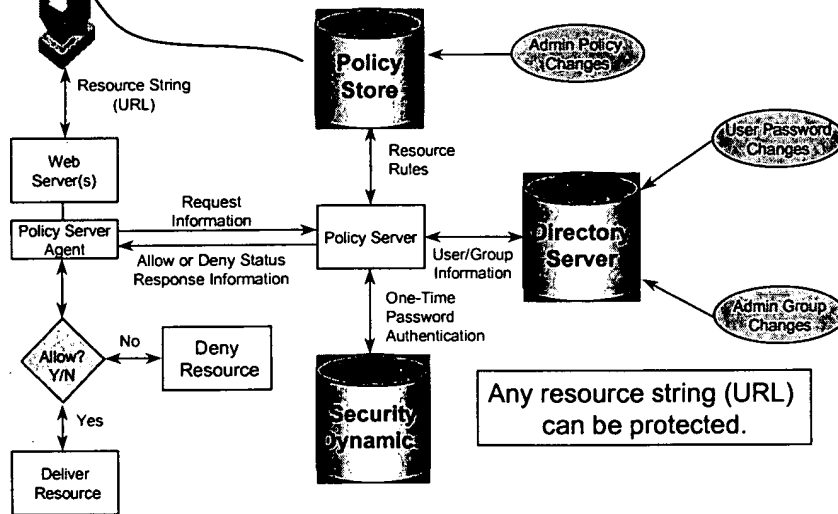 Policy
Store
Admin Policy
Changes
Resource String
(URL)
User Password
Changes
Web
Server(s)
Resource
Rules
Request
Information
Policy Server
Agent
Policy Server
Directory
Server
Allow or Deny Status
Response Information
User/Group
Information
One-Time
Password
Authentication
Admin Group
Changes
Allow?
Y/N
No
Deny
Resource
Yes
Security
Dynamic
Any resource string (URL)
can be protected.
Deliver
Resource